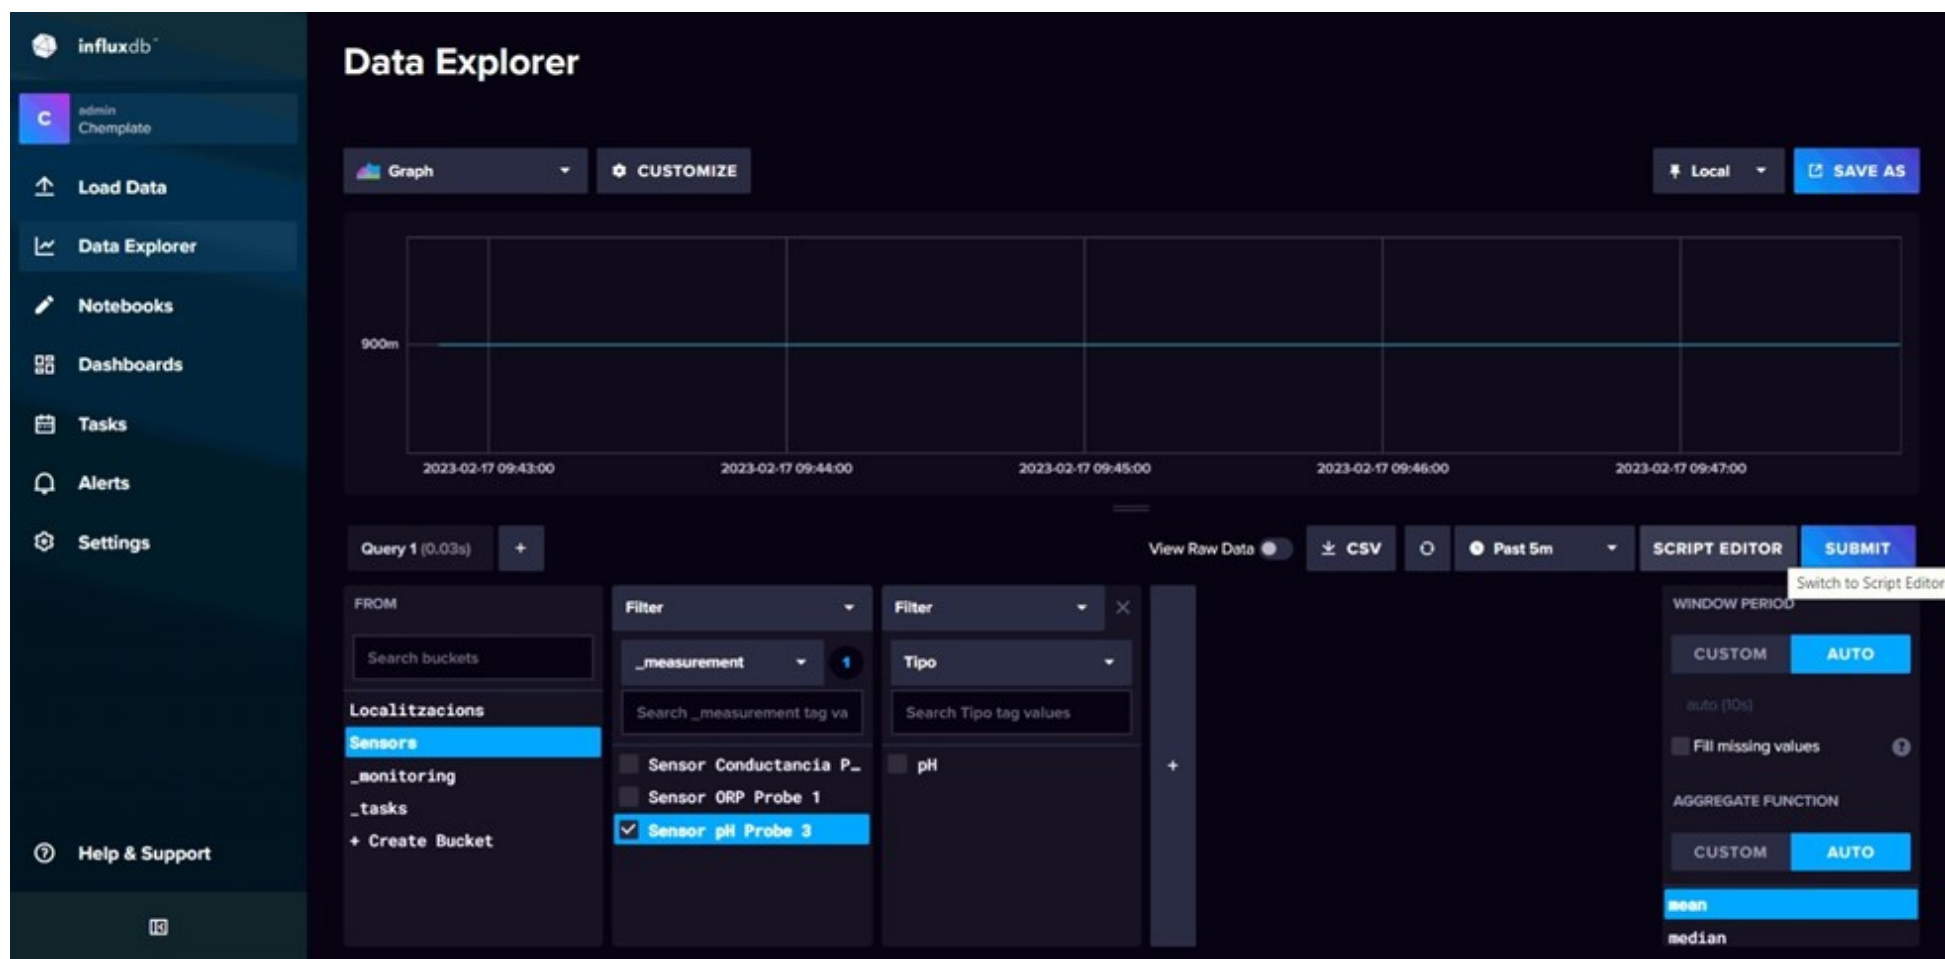 influxdb™
Data Explorer
C
admin
Chemplate
Load Data
Data Explorer
Notebooks
Dashboards
Tasks
Alerts
Settings
Help & Support
Graph
CUSTOMIZE
Local
SAVE AS
900m
2023-02-17 09:43:00 2023-02-17 09:44:00 2023-02-17 09:45:00 2023-02-17 09:46:00 2023-02-17 09:47:00
Query 1 (0.03s) + View Raw Data CSV Past 5m SCRIPT EDITOR SUBMIT
Switch to Script Editor
FROM
Search buckets
Localitzacions
Sensors
_monitoring
_tasks
+ Create Bucket
Filter
_measurement 1
Search _measurement tag va
Sensor Conductancia P…
Sensor ORP Probe 1
Sensor pH Probe 3
Filter
Tipo
Search Tipo tag values
pH
+
WINDOW PERIOD
CUSTOM AUTO
auto (10s)
Fill missing values ?
AGGREGATE FUNCTION
CUSTOM AUTO
mean
median